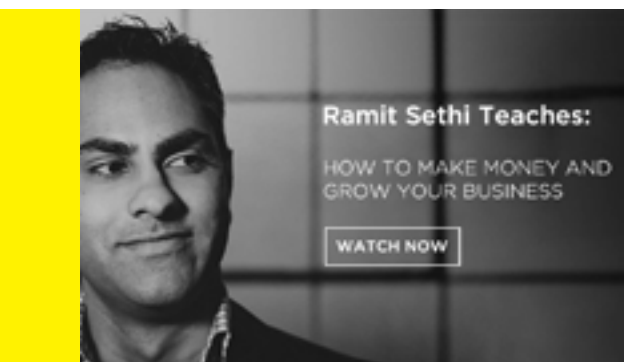 Ramit Sethi Teaches:
HOW TO MAKE MONEY AND
GROW YOUR BUSINESS
WATCH NOW